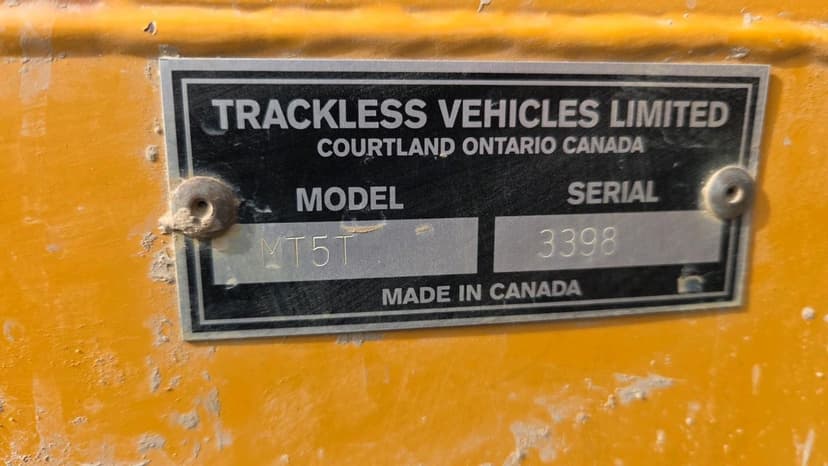 TRACKLESS VEHICLES LIMITED
COURTLAND ONTARIO CANADA
MODEL SERIAL
MT5T 3398
MADE IN CANADA